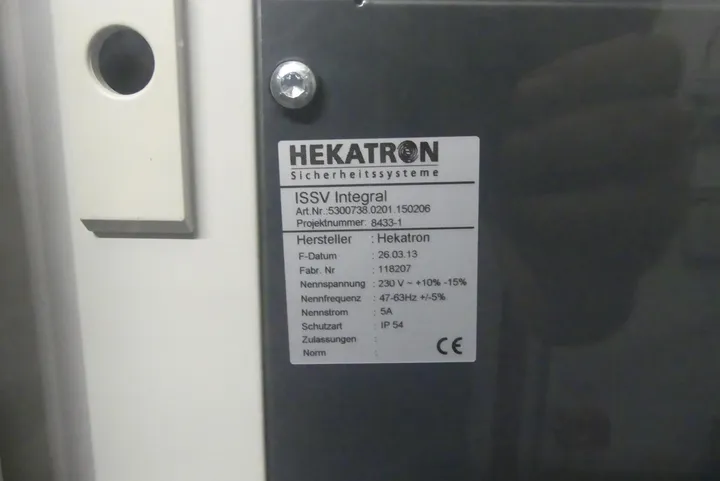 HEKATRON
Sicherheitssysteme
ISSV Integral
Art.Nr.:5300738.0201.150206
Projektnummer: 8433-1
Hersteller : Hekatron
F-Datum : 26.03.13
Fabr. Nr : 118207
Nennspannung : 230 V ~ +10% -15%
Nennfrequenz : 47-63Hz +/-5%
Nennstrom : 5A
Schutzart : IP 54
Zulassungen :
Norm :
CE